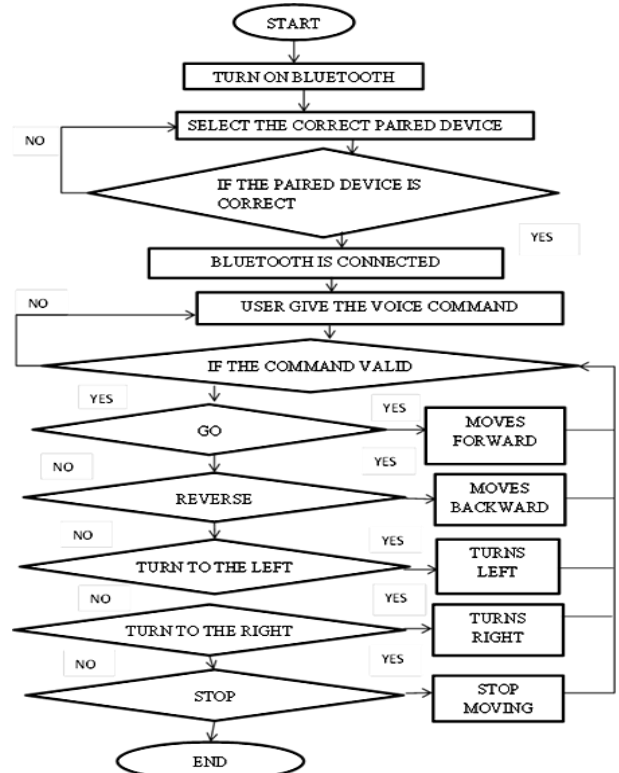 START
TURN ON BLUETOOTH
SELECT THE CORRECT PAIRED DEVICE
NO
IF THE PAIRED DEVICE IS
CORRECT
YES
BLUETOOTH IS CONNECTED
NO
USER GIVE THE VOICE COMMAND
IF THE COMMAND VALID
YES
GO
YES
MOVES
FORWARD
NO
REVERSE
YES
MOVES
BACKWARD
NO
TURN TO THE LEFT
YES
TURNS
LEFT
NO
TURN TO THE RIGHT
YES
TURNS
RIGHT
NO
STOP
YES
STOP
MOVING
END